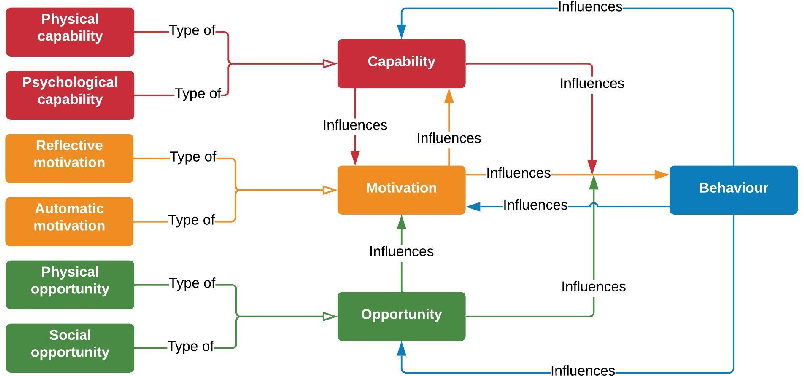 Influences
Physical
capability
Type of
Capability
Psychological
capability
Type of
Influences
Influences
Influences
Reflective
motivation
Type of
Motivation
Influences
Behaviour
Automatic
motivation
Type of
Influences
Influences
Physical
opportunity
Type of
Influences
Opportunity
Social
opportunity
Type of
Influences